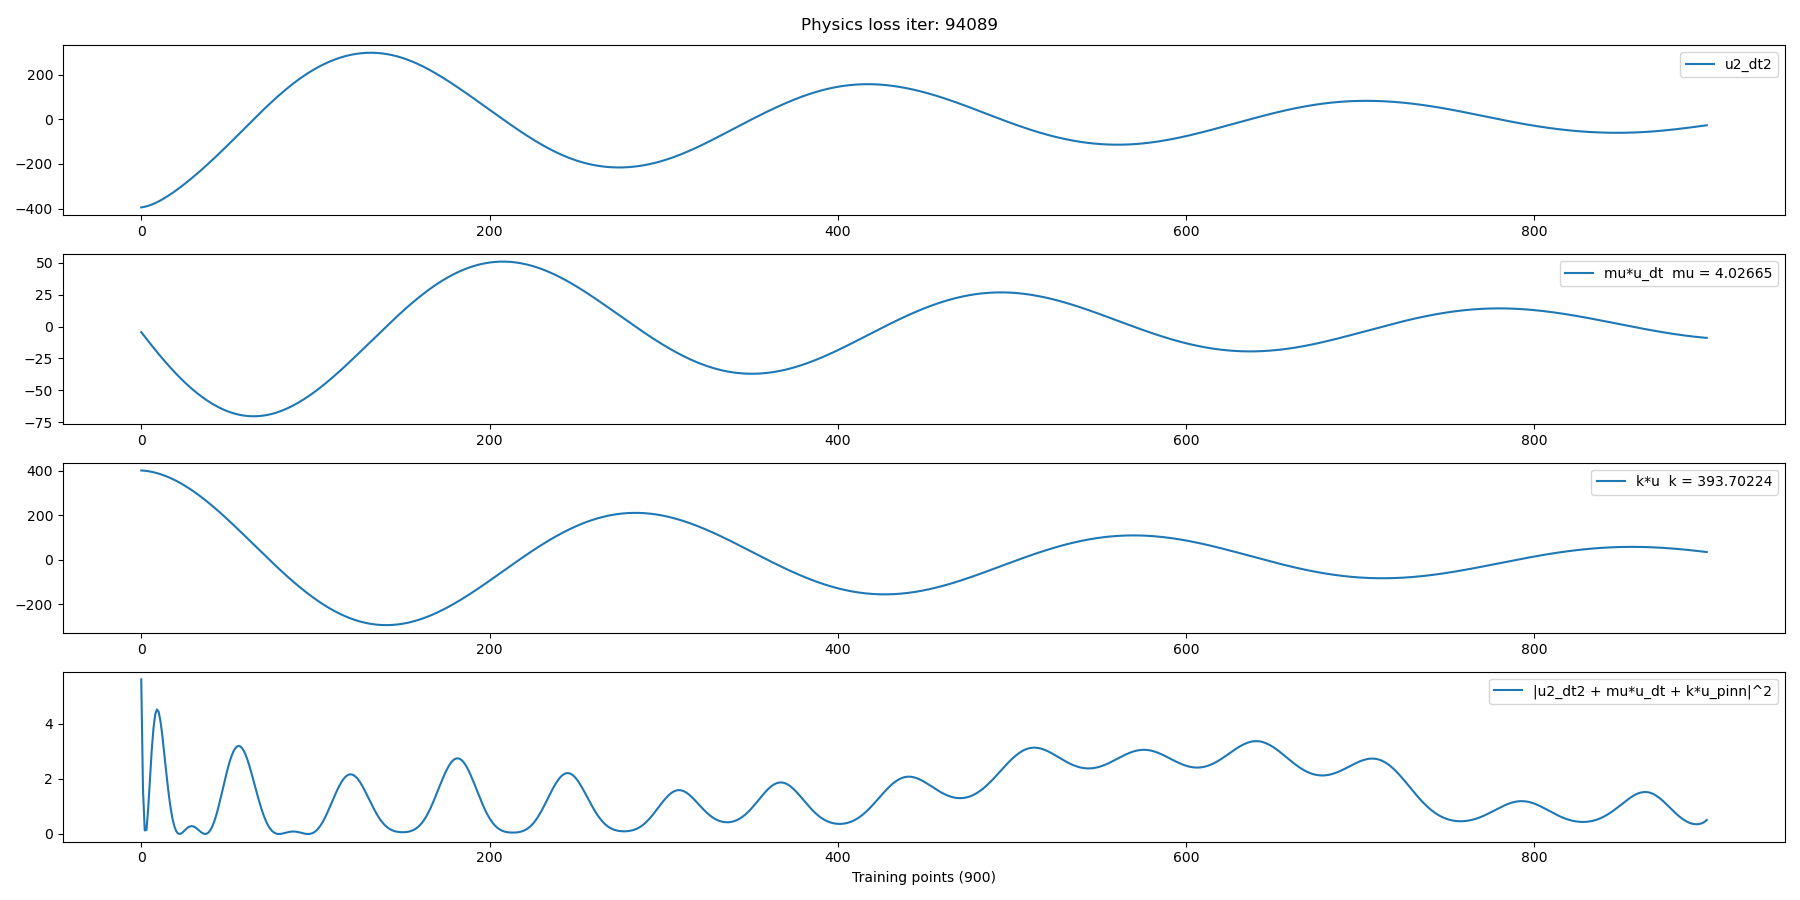 Physics loss iter: 94089
u2_dt2
200
0
−200
−400
0 200 400 600 800
mu*u_dt mu = 4.02665
50
25
0
−25
−50
−75
0 200 400 600 800
k*u k = 393.70224
400
200
0
−200
0 200 400 600 800
|u2_dt2 + mu*u_dt + k*u_pinn|^2
4
2
0
0 200 400 600 800
Training points (900)